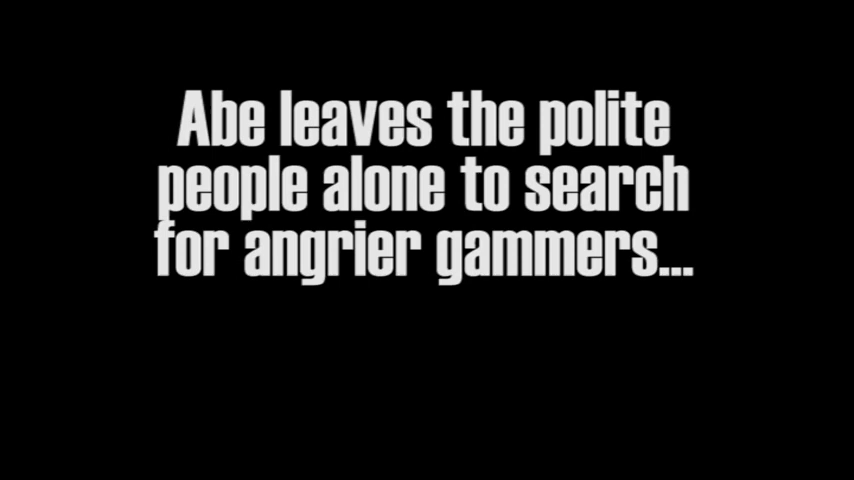 Abe leaves the polite
people alone to search
for angrier gammers...